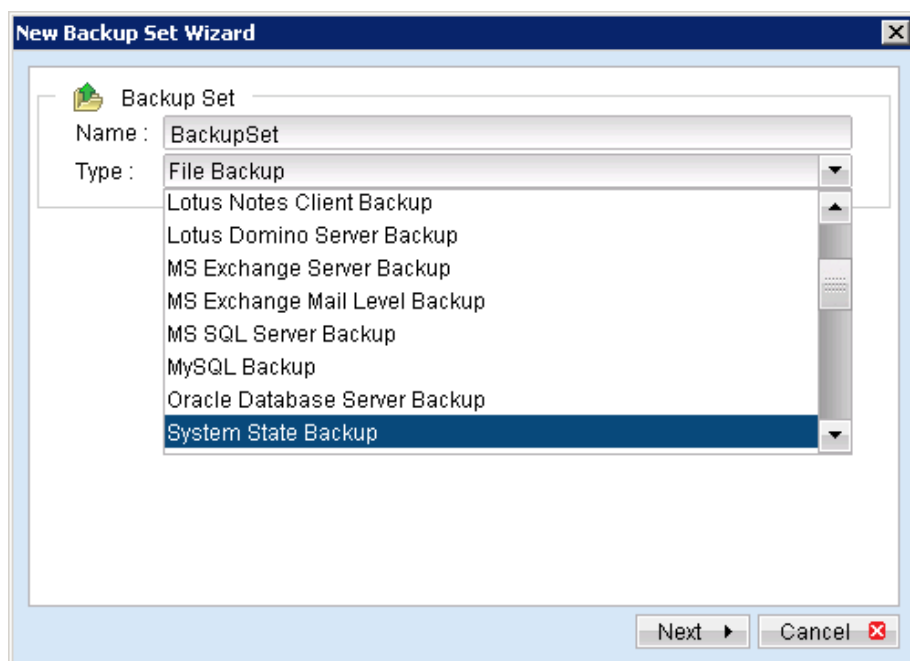 New Backup Set Wizard
Backup Set
Name : BackupSet
Type : File Backup
Lotus Notes Client Backup
Lotus Domino Server Backup
MS Exchange Server Backup
MS Exchange Mail Level Backup
MS SQL Server Backup
MySQL Backup
Oracle Database Server Backup
System State Backup
Next Cancel